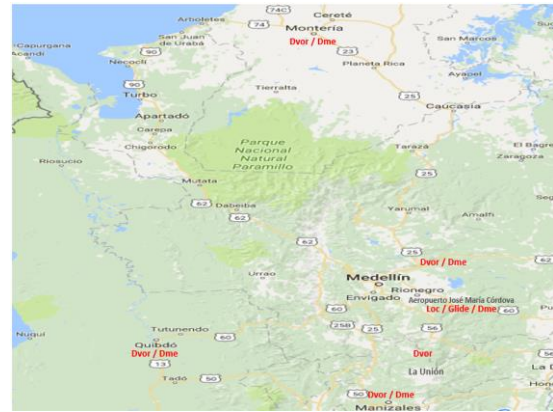 74C
Cereté
Arboletes
74
Montería
Dvor / Dme
San Juan
de Urabá
San Marcos
Capurgana
Acandí
90
Necoclí
23
Planeta Rica
Ayapel
90
Turbo
Tierralta
25
Caucasia
Apartadó
Carepa
Chigorodó
Parque
Nacional
Natural
Paramillo
Tarazá
El Bagre
Zaragoza
Riosucio
25
Mutatá
62
Dabeiba
62
Yarumal
Amalfi
62
25
Dvor / Dme
62
Urrao
Medellín
Envigado
Rionegro
Aeropuerto José María Córdova
Loc / Glide / Dme
60
Nuquí
Tutunendo
60
25B
25
56
Quibdó
Dvor / Dme
Dvor
56
13
La Unión
Tadó
50
50
Dvor / Dme
Manizales